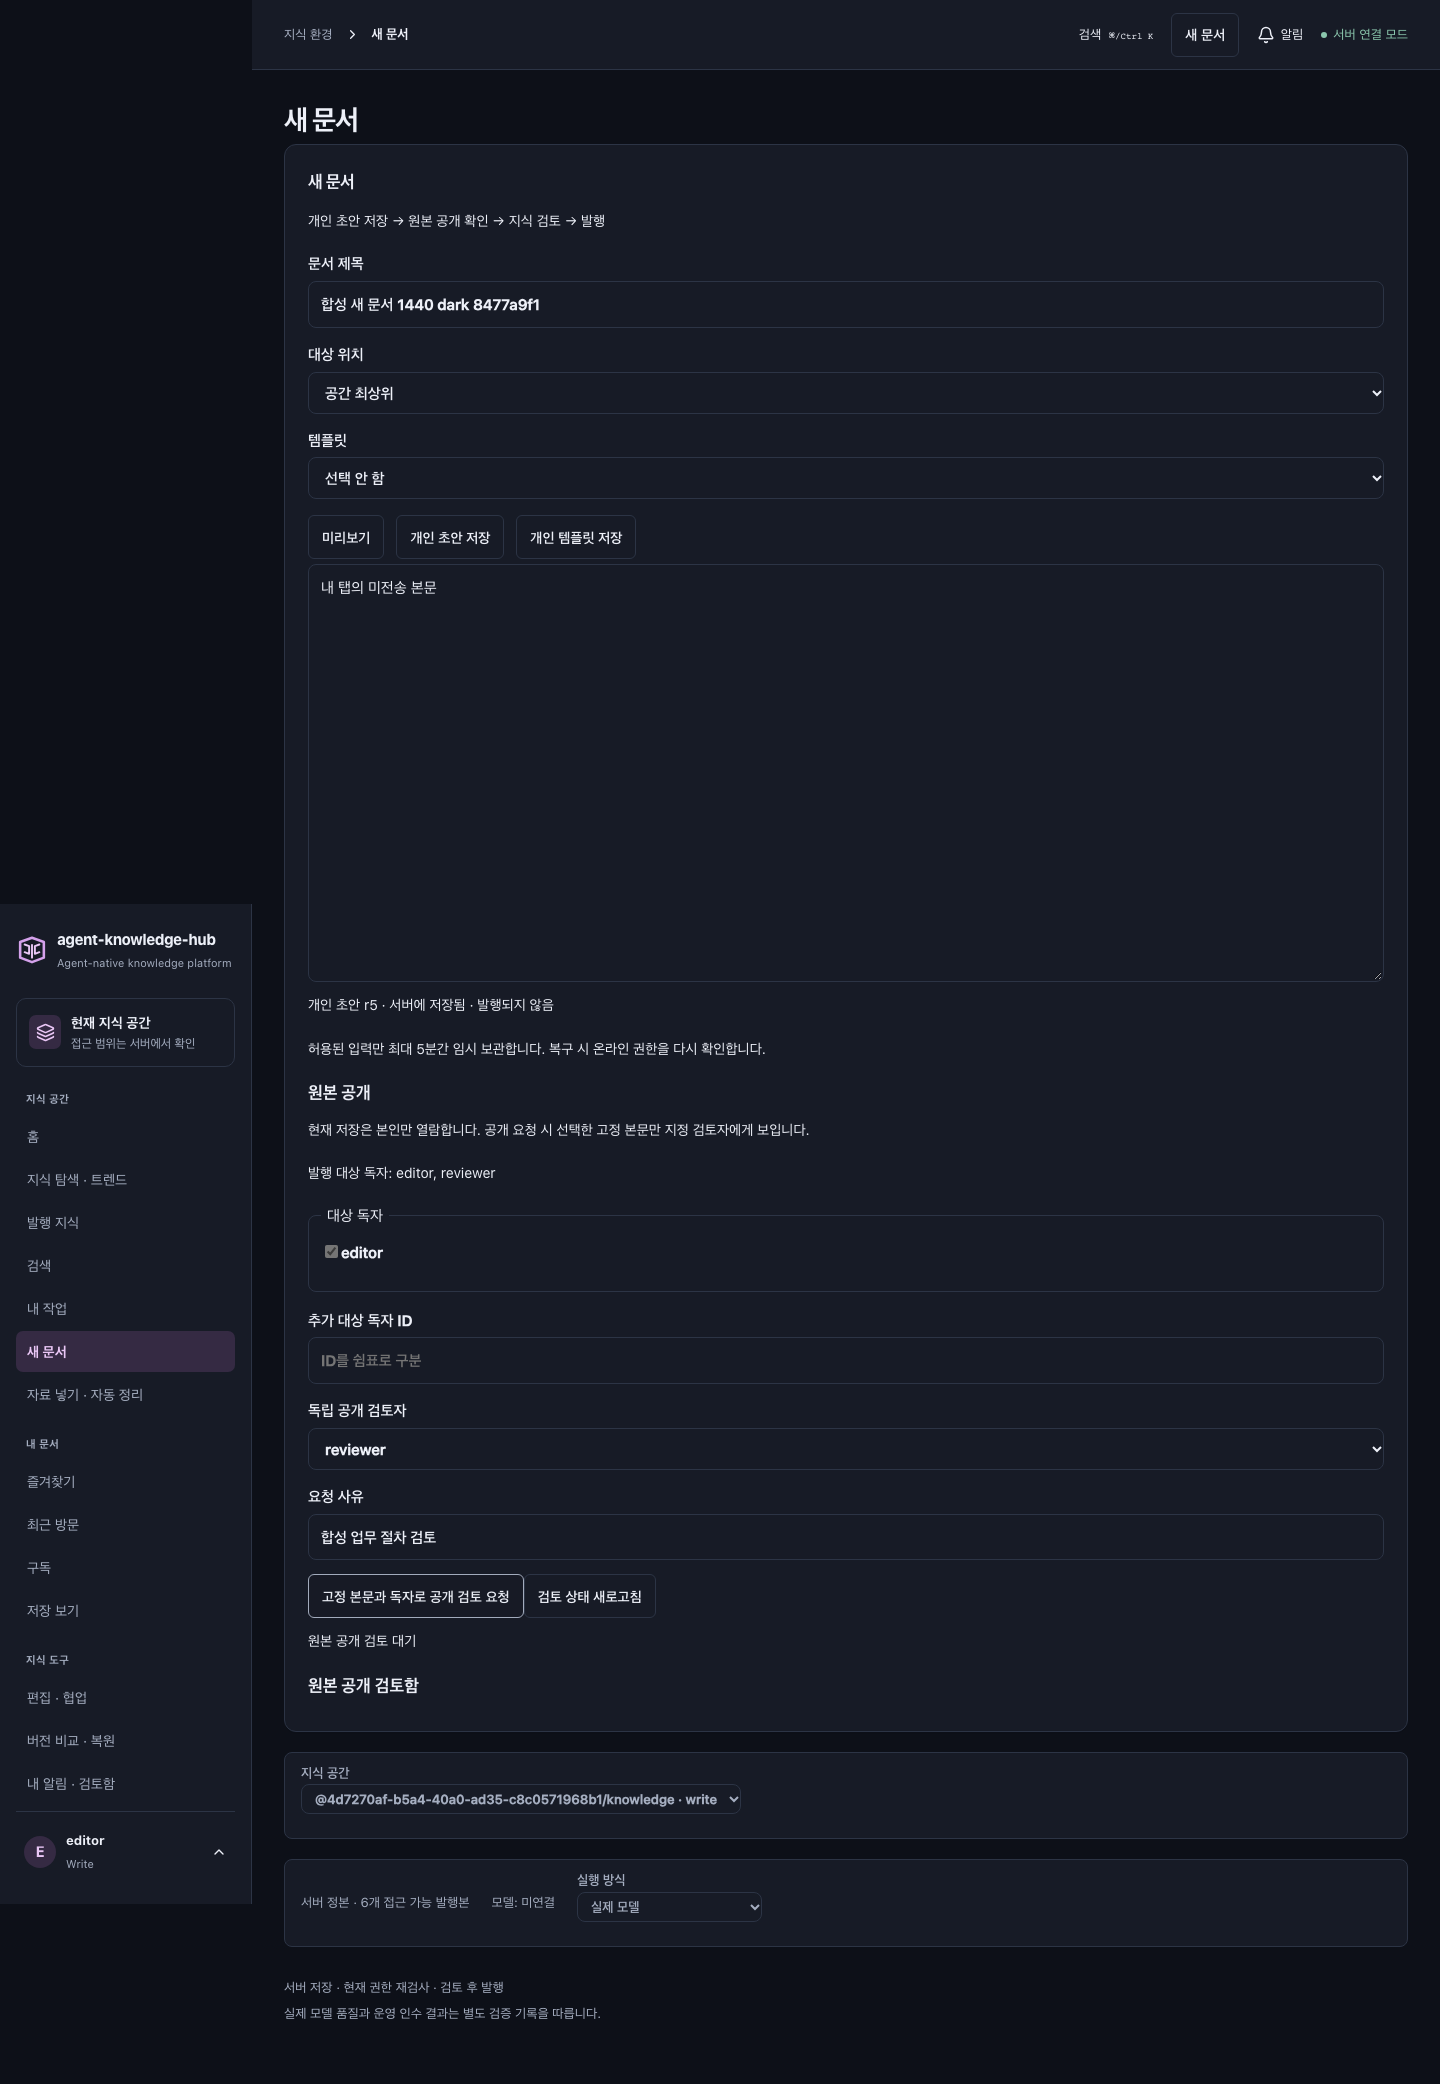 지식 환경 > 새 문서
검색 ⌘/Ctrl K
새 문서
알림
서버 연결 모드
새 문서
새 문서
개인 초안 저장 → 원본 공개 확인 → 지식 검토 → 발행
문서 제목
합성 새 문서 1440 dark 8477a9f1
대상 위치
공간 최상위
템플릿
선택 안 함
미리보기
개인 초안 저장
개인 템플릿 저장
내 탭의 미전송 본문
개인 초안 r5 · 서버에 저장됨 · 발행되지 않음
허용된 입력만 최대 5분간 임시 보관합니다. 복구 시 온라인 권한을 다시 확인합니다.
원본 공개
현재 저장은 본인만 열람합니다. 공개 요청 시 선택한 고정 본문만 지정 검토자에게 보입니다.
발행 대상 독자: editor, reviewer
대상 독자
editor
추가 대상 독자 ID
ID를 쉼표로 구분
독립 공개 검토자
reviewer
요청 사유
합성 업무 절차 검토
고정 본문과 독자로 공개 검토 요청
검토 상태 새로고침
원본 공개 검토 대기
원본 공개 검토함
지식 공간
@4d7270af-b5a4-40a0-ad35-c8c0571968b1/knowledge · write
서버 정본 · 6개 접근 가능 발행본
모델: 미연결
실행 방식
실제 모델
서버 저장 · 현재 권한 재검사 · 검토 후 발행
실제 모델 품질과 운영 인수 결과는 별도 검증 기록을 따릅니다.
agent-knowledge-hub
Agent-native knowledge platform
현재 지식 공간
접근 범위는 서버에서 확인
지식 공간
홈
지식 탐색 · 트렌드
발행 지식
검색
내 작업
새 문서
자료 넣기 · 자동 정리
내 문서
즐겨찾기
최근 방문
구독
저장 보기
지식 도구
편집 · 협업
버전 비교 · 복원
내 알림 · 검토함
E
editor
Write